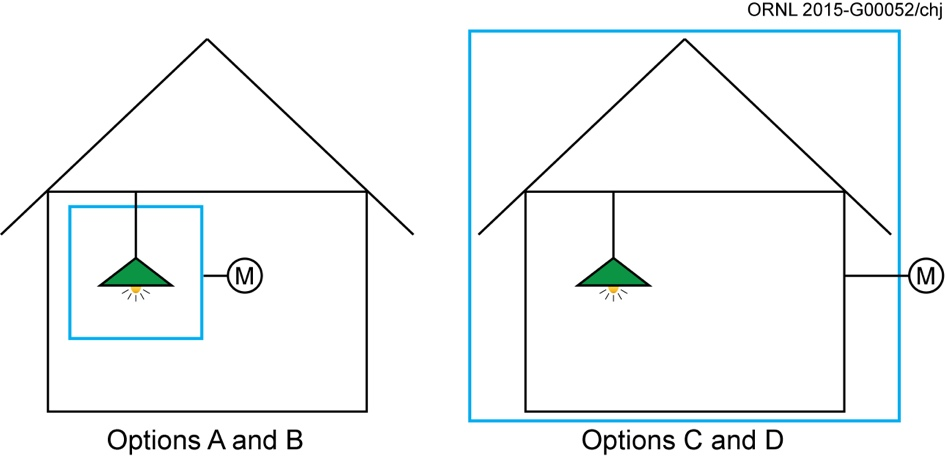 ORNL 2015-G00052/chj
M
M
Options A and B
Options C and D